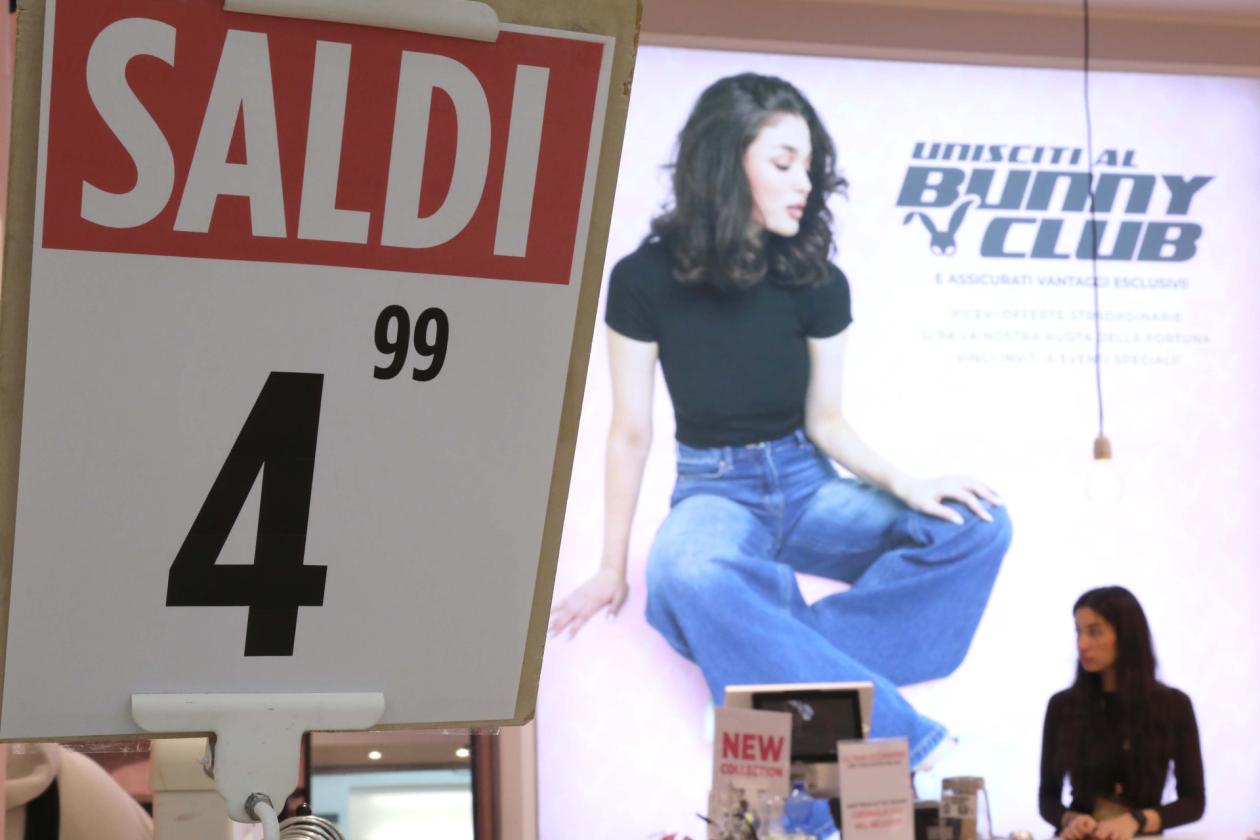 SALDI
99
4
UNISCITI AL
BUNNY
CLUB
E ASSICURATI VANTAGGI ESCLUSIVI!
RICEVI OFFERTE STRAORDINARIE
GIRA LA NOSTRA RUOTA DELLA FORTUNA
VINCI INVITI A EVENTI SPECIALI!
NEW
COLLECTION